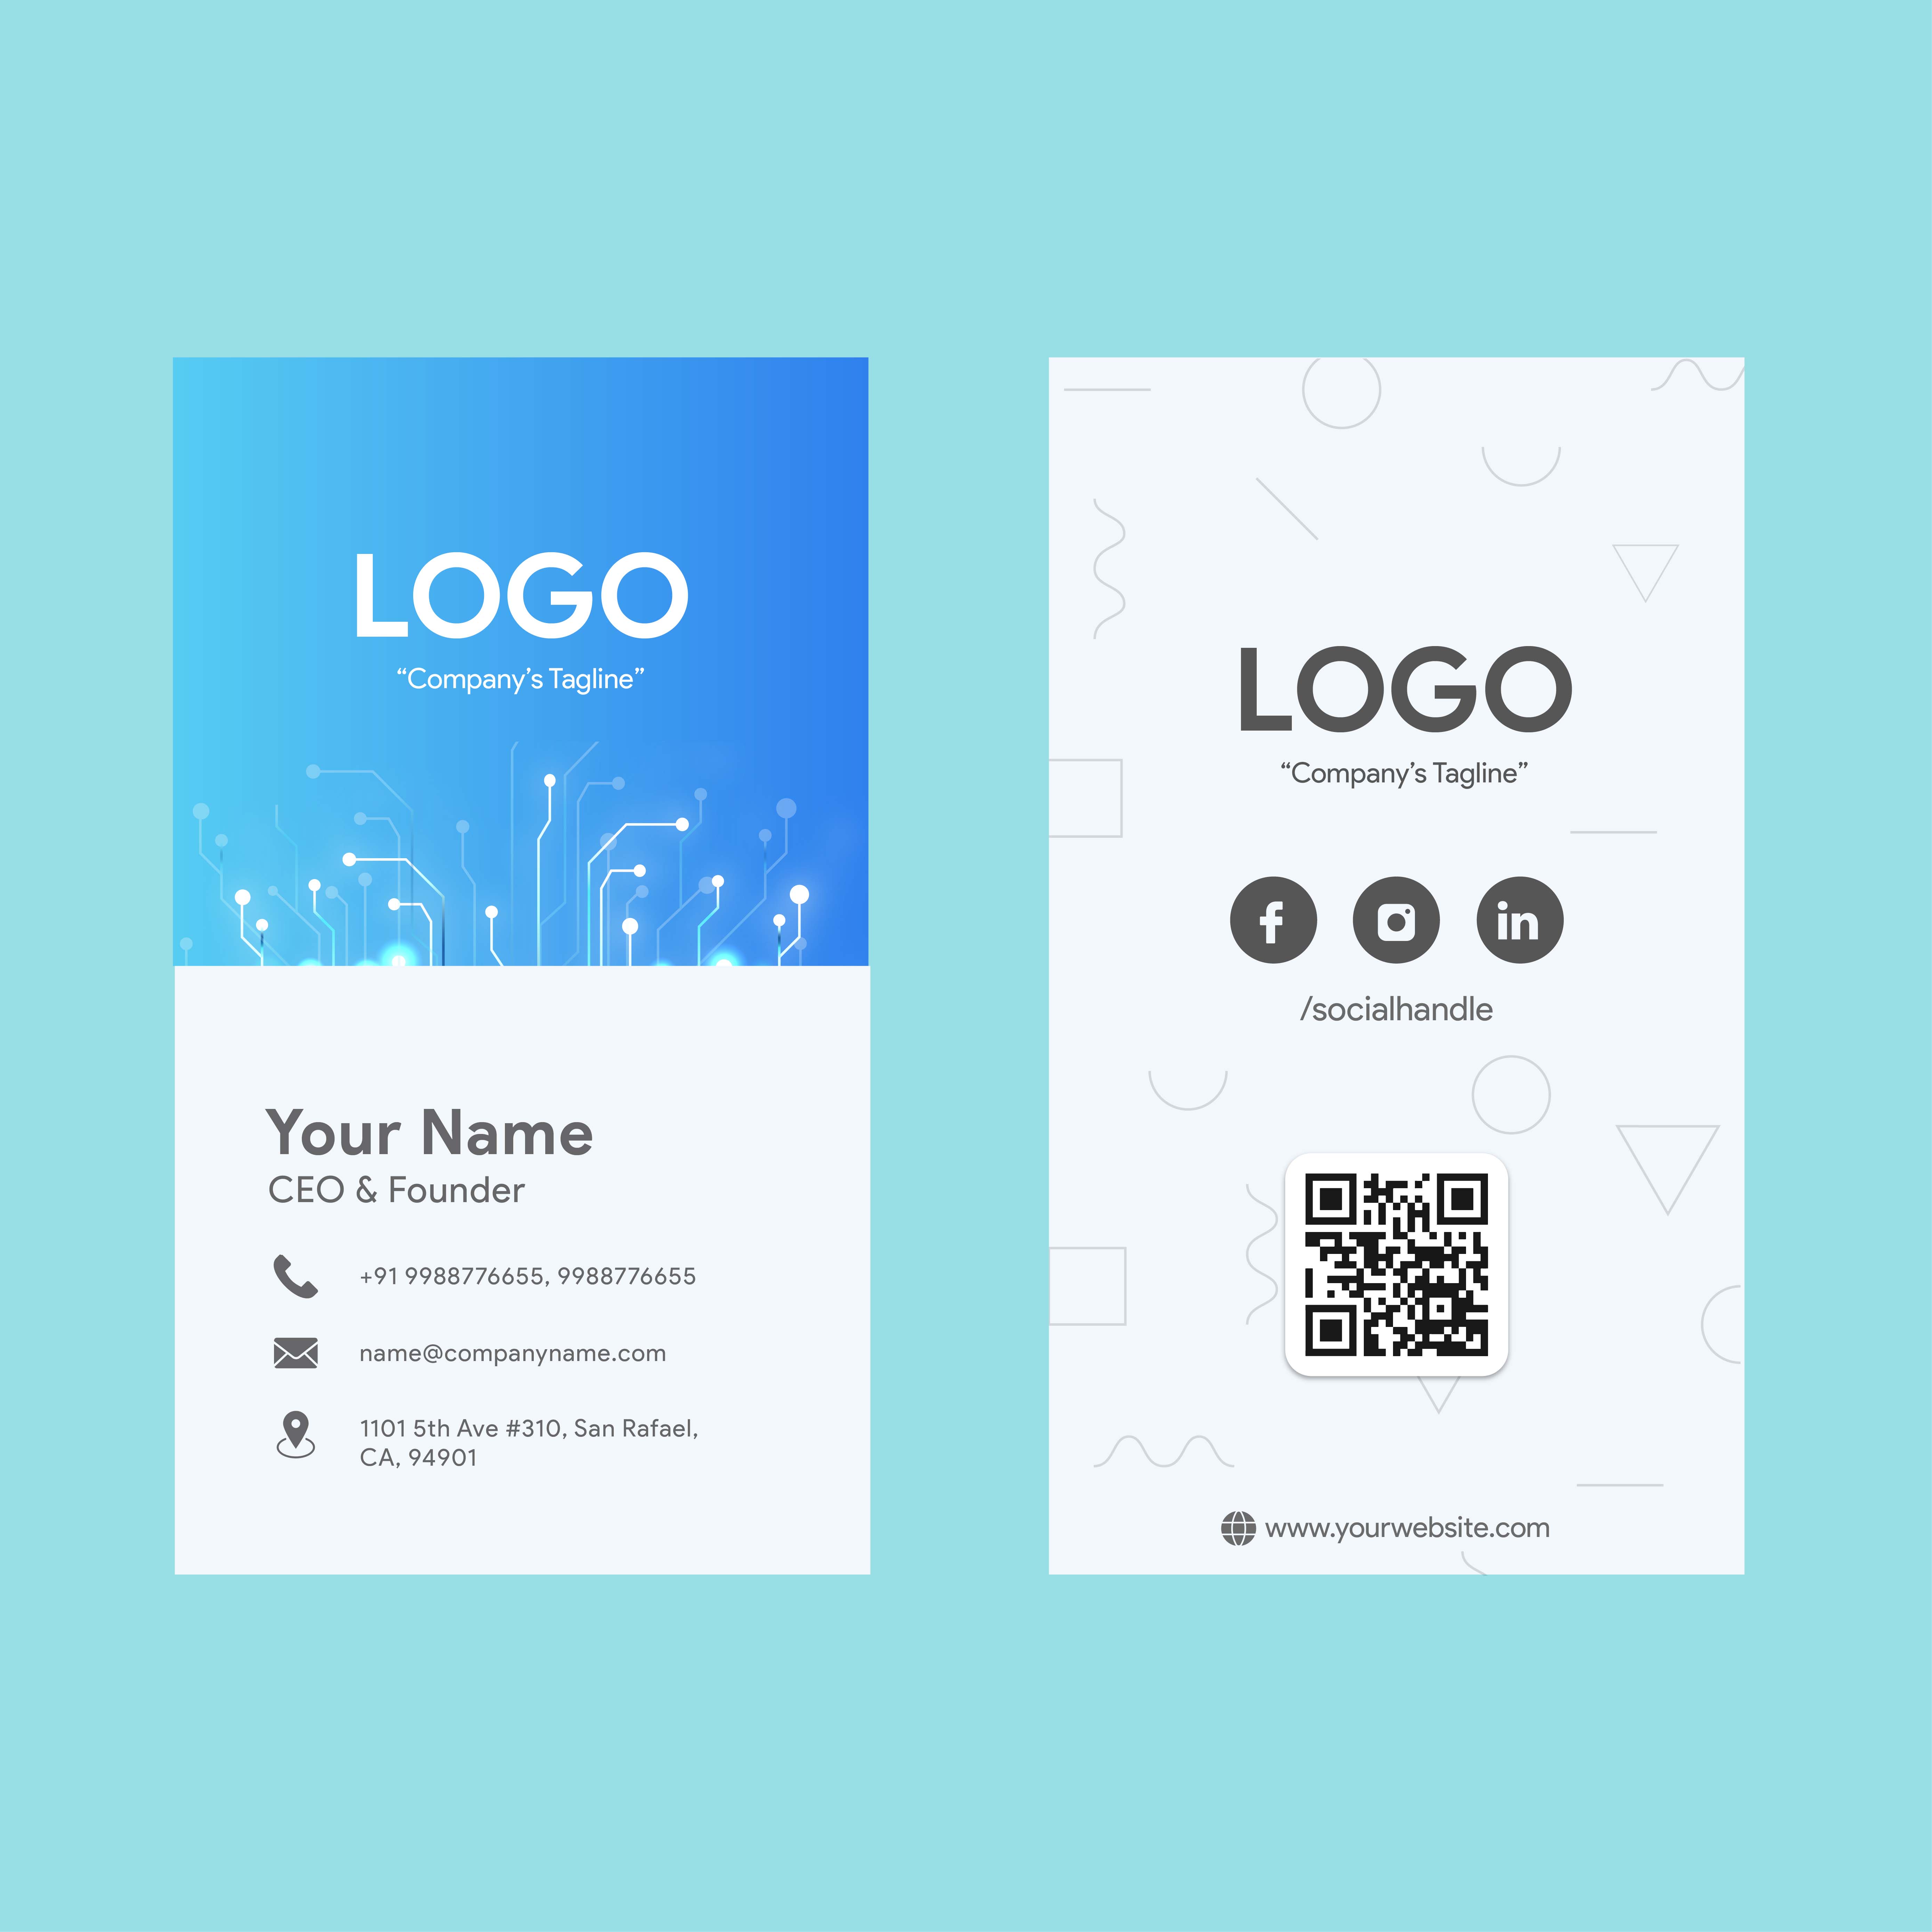 LOGO
“Company’s Tagline”
Your Name
CEO & Founder
+91 9988776655, 9988776655
name@companyname.com
1101 5th Ave #310, San Rafael,
CA, 94901
LOGO
“Company’s Tagline”
f
in
/socialhandle
www.yourwebsite.com